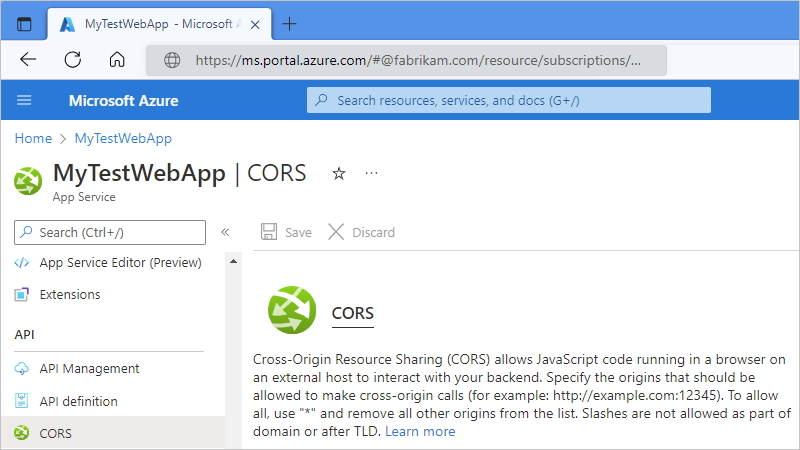 MyTestWebApp - Microsoft A
https://ms.portal.azure.com/#@fabrikam.com/resource/subscriptions/...
Microsoft Azure
Search resources, services, and docs (G+/)
Home > MyTestWebApp
MyTestWebApp | CORS ...
App Service
Search (Ctrl+/) «
Save Discard
App Service Editor (Preview)
Extensions
API
API Management
API definition
CORS
CORS
Cross-Origin Resource Sharing (CORS) allows JavaScript code running in a browser on
an external host to interact with your backend. Specify the origins that should be
allowed to make cross-origin calls (for example: http://example.com:12345). To allow
all, use "*" and remove all other origins from the list. Slashes are not allowed as part of
domain or after TLD. Learn more